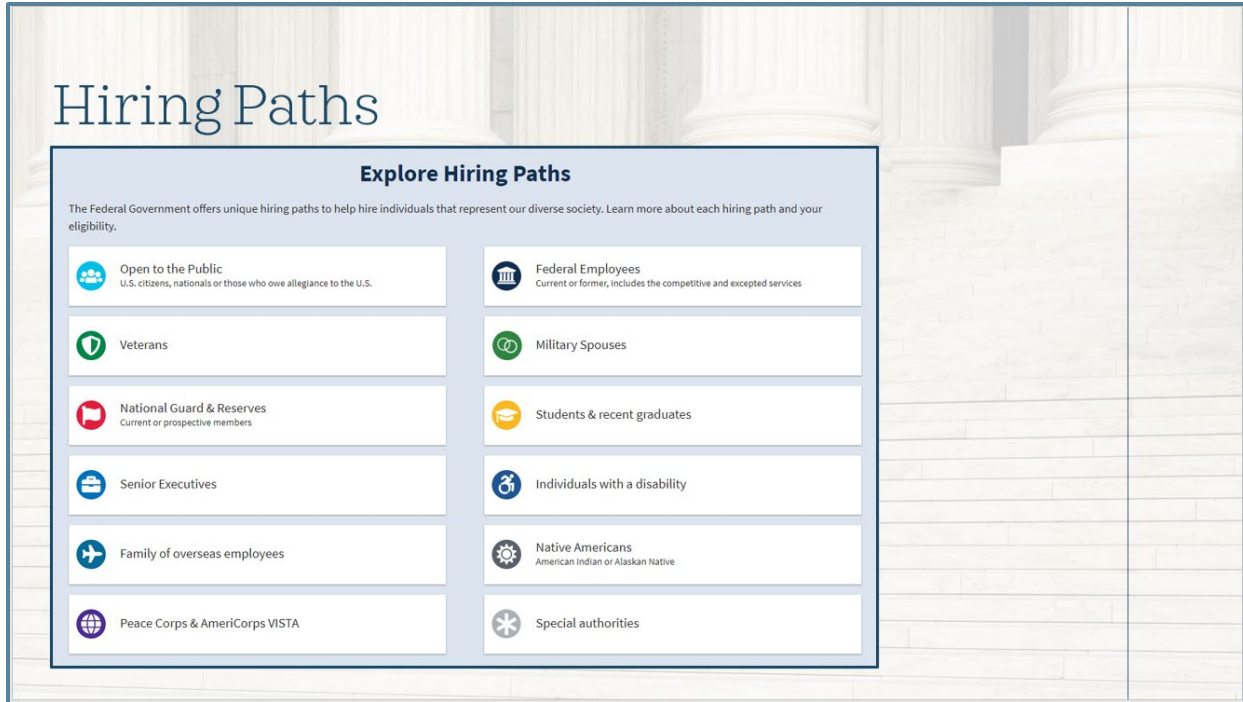 Hiring Paths
Explore Hiring Paths
The Federal Government offers unique hiring paths to help hire individuals that represent our diverse society. Learn more about each hiring path and your
eligibility.
Open to the Public
U.S. citizens, nationals or those who owe allegiance to the U.S.
Federal Employees
Current or former, includes the competitive and excepted services
Veterans
Military Spouses
National Guard & Reserves
Current or prospective members
Students & recent graduates
Senior Executives
Individuals with a disability
Family of overseas employees
Native Americans
American Indian or Alaskan Native
Peace Corps & AmeriCorps VISTA
Special authorities